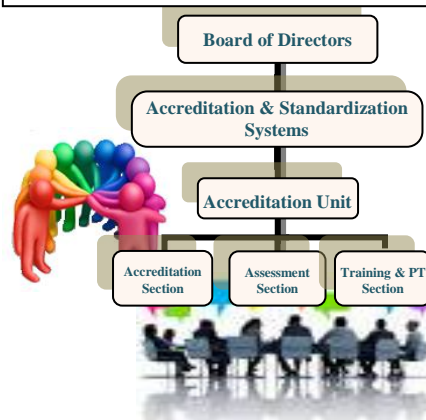 Board of Directors
Accreditation & Standardization
Systems
Accreditation Unit
Accreditation
Section
Assessment
Section
Training & PT
Section